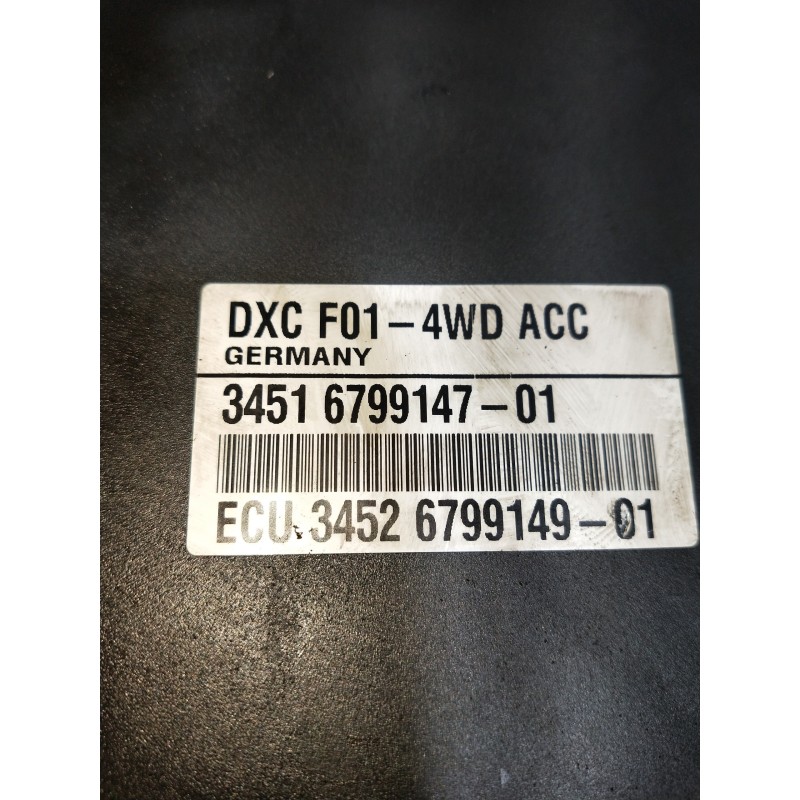 DXC F01-4WD ACC
GERMANY
3451 6799147-01
ECU 3452 6799149-01